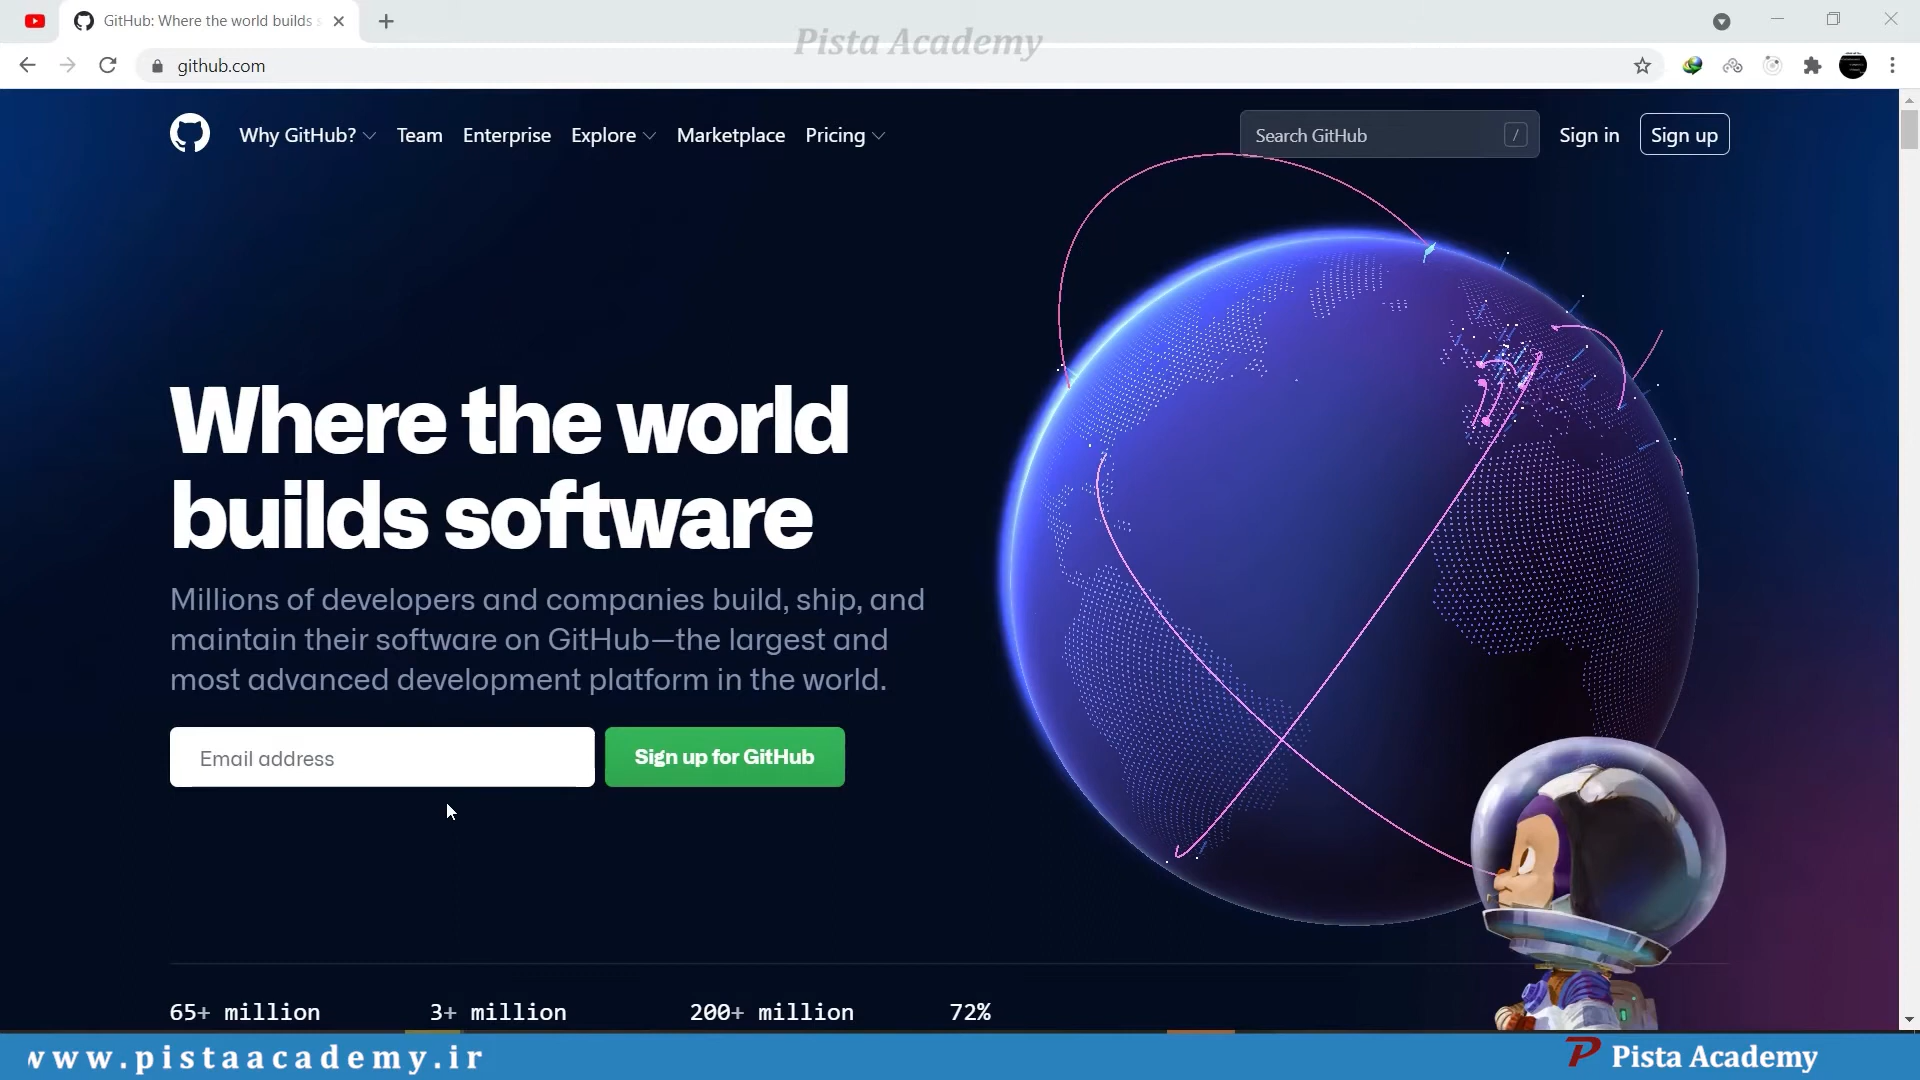 GitHub: Where the world builds s
Pista Academy
github.com
Why GitHub? Team Enterprise Explore Marketplace Pricing Search GitHub / Sign in Sign up
Where the world
builds software
Millions of developers and companies build, ship, and
maintain their software on GitHub—the largest and
most advanced development platform in the world.
Email address Sign up for GitHub
65+ million 3+ million 200+ million 72%
www.pistaacademy.ir P Pista Academy